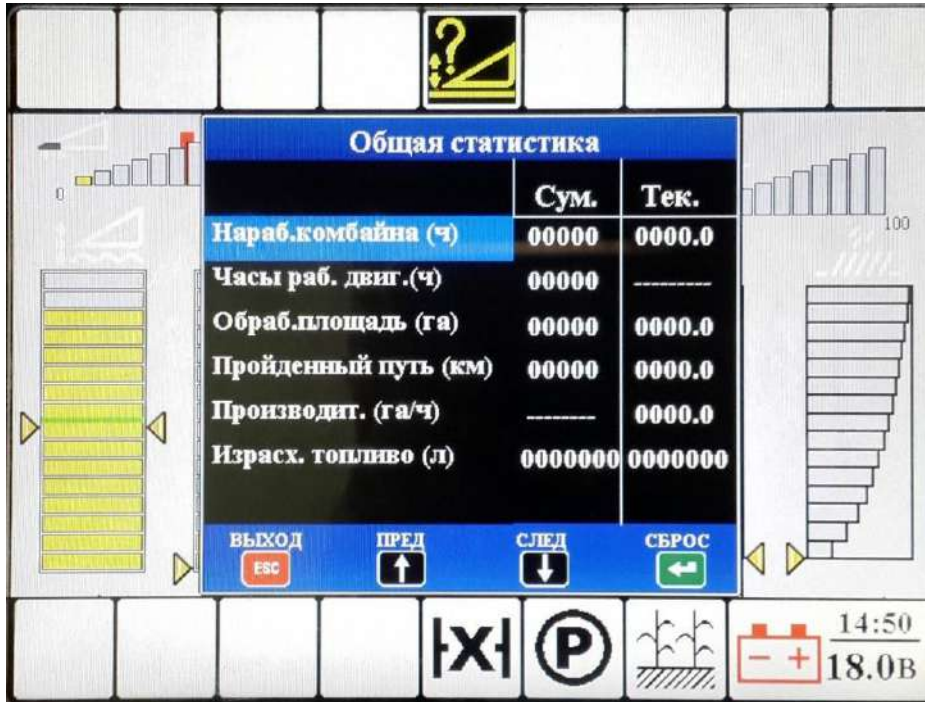 ?
0
100
Общая статистика
Сум. Тек.
Нараб.комбайна (ч) 00000 0000.0
Часы раб. двиг.(ч) 00000 ---------
Обраб.площадь (га) 00000 0000.0
Пройденный путь (км) 00000 0000.0
Производит. (га/ч) -------- 0000.0
Израсх. топливо (л) 0000000 0000000
ВЫХОД ПРЕД СЛЕД СБРОС
ESC
X P
14:50
- + 18.0В